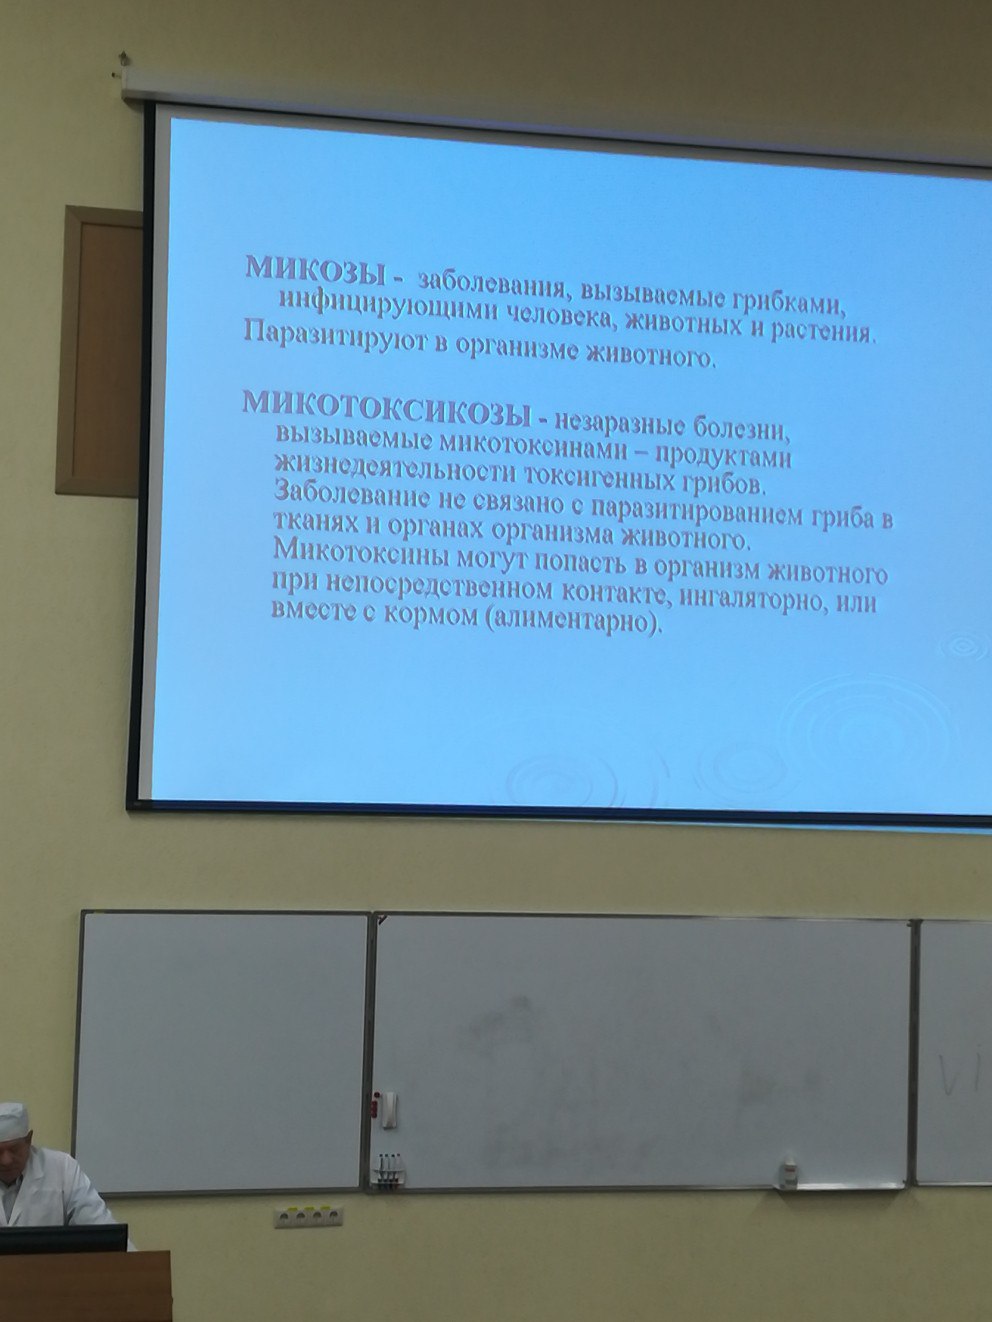 МИКОЗЫ - заболевания, вызываемые грибками,
инфицирующими человека, животных и растения.
Паразитируют в организме животного.
МИКОТОКСИКОЗЫ - незаразные болезни,
вызываемые микотоксинами – продуктами
жизнедеятельности токсигенных грибов.
Заболевание не связано с паразитированием гриба в
тканях и органах организма животного.
Микотоксины могут попасть в организм животного
при непосредственном контакте, ингаляторно, или
вместе с кормом (алиментарно).